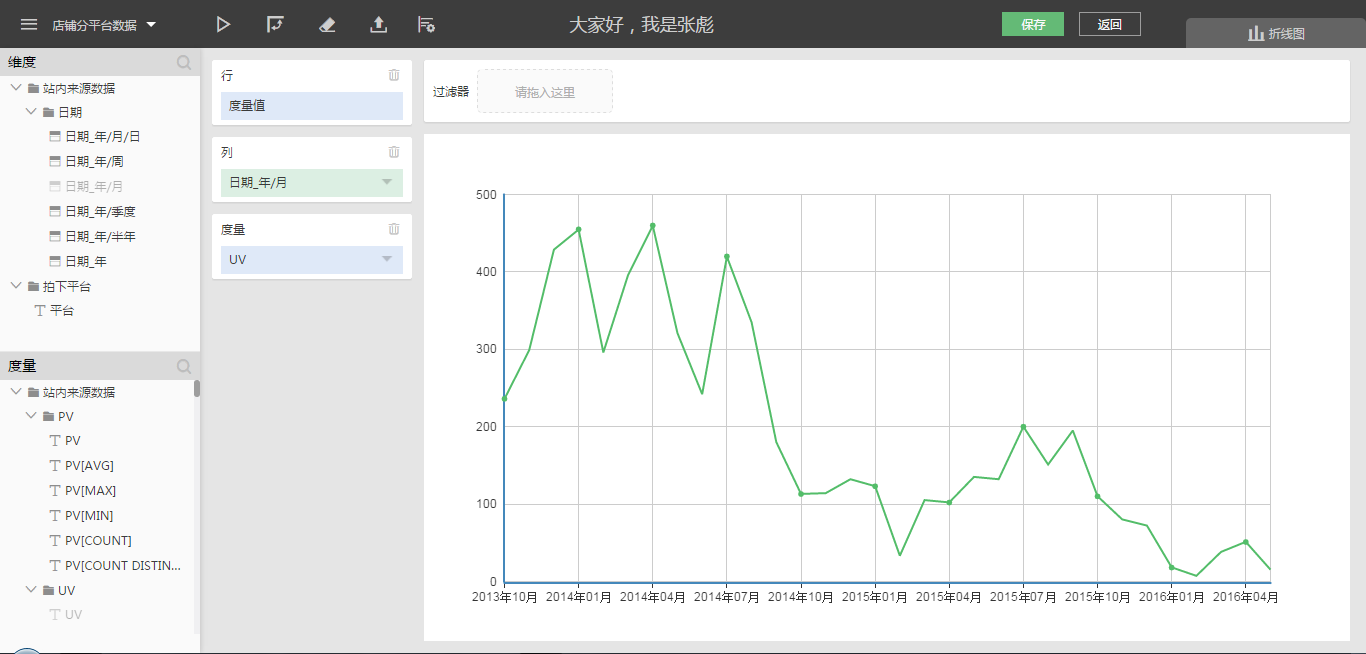 店铺分平台数据
大家好，我是张彪
保存
返回
折线图
维度
站内来源数据
日期
日期_年/月/日
日期_年/周
日期_年/月
日期_年/季度
日期_年/半年
日期_年
拍下平台
平台
度量
站内来源数据
PV
PV
PV[AVG]
PV[MAX]
PV[MIN]
PV[COUNT]
PV[COUNT DISTIN...
UV
UV
行
度量值
列
日期_年/月
度量
UV
过滤器
请拖入这里
500
400
300
200
100
0
2013年10月 2014年01月 2014年04月 2014年07月 2014年10月 2015年01月 2015年04月 2015年07月 2015年10月 2016年01月 2016年04月